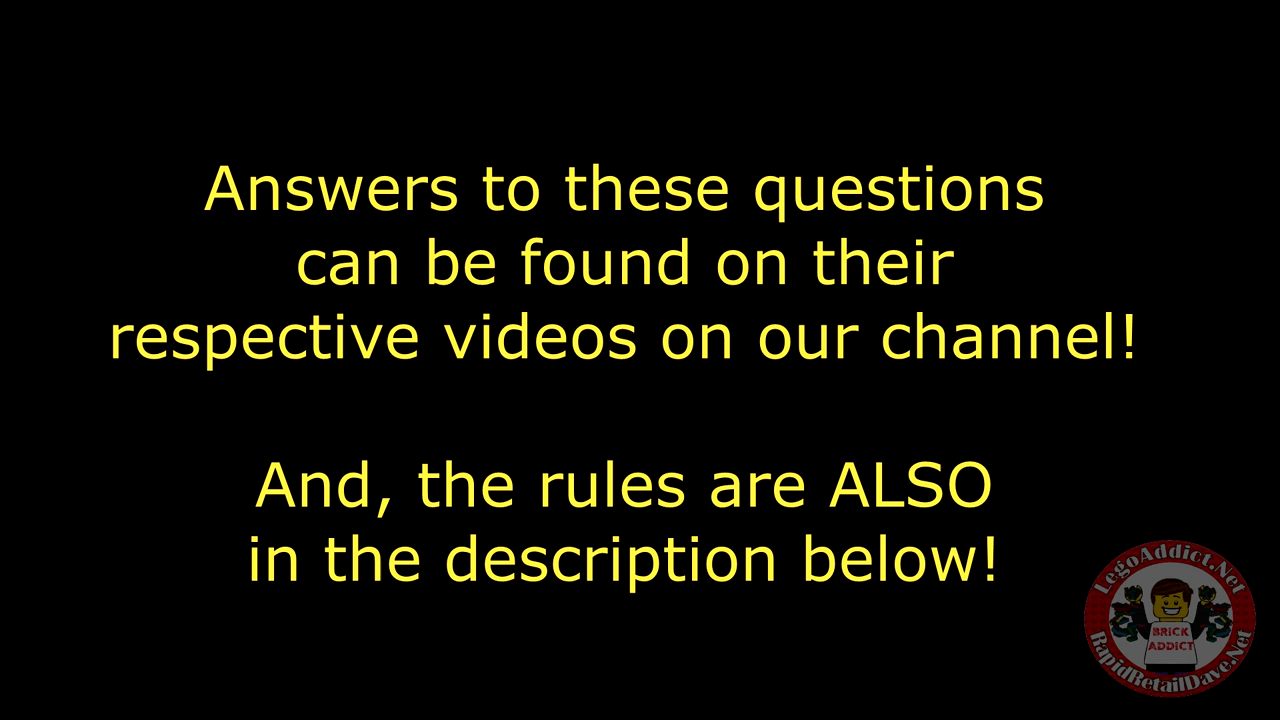 Answers to these questions
can be found on their
respective videos on our channel!
And, the rules are ALSO
in the description below!
LegoAddict.Net
BRICK
ADDICT
RapidRetailDave.Net